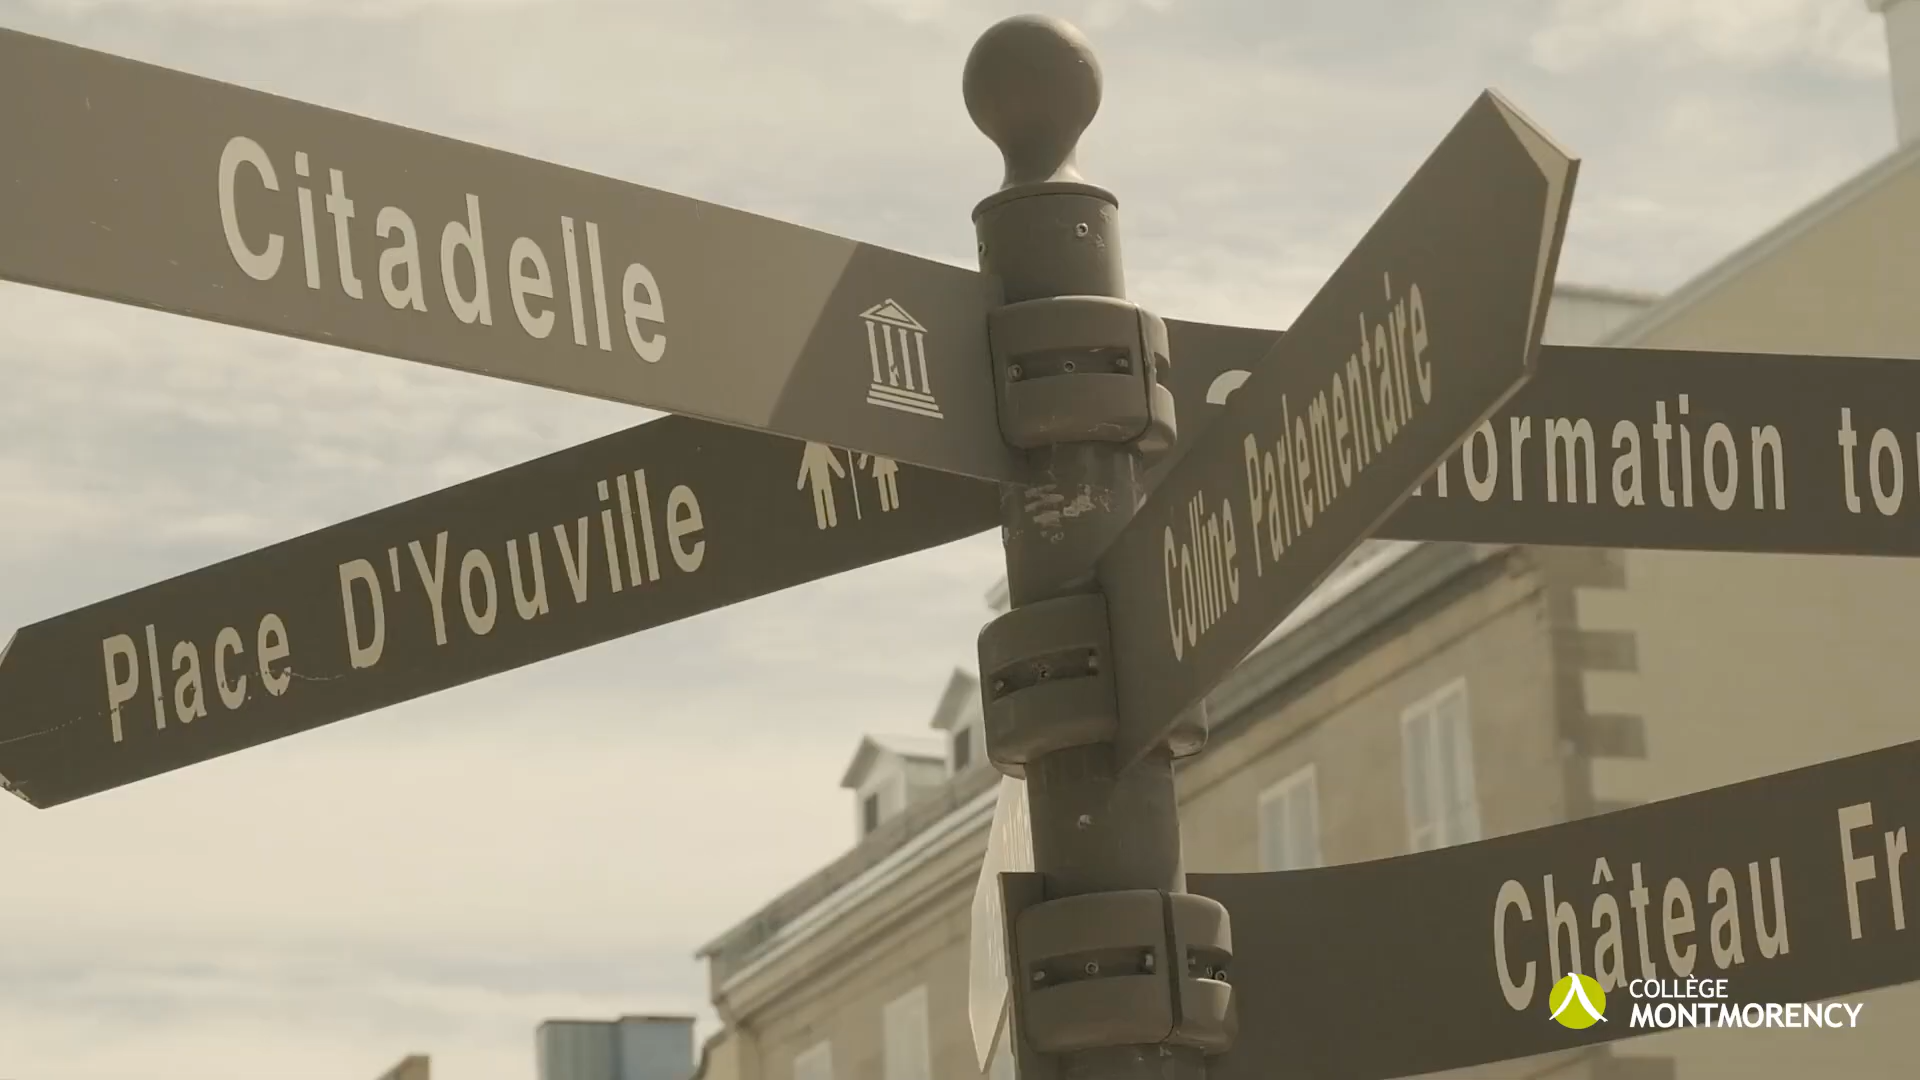 Citadelle
Place D'Youville
Colline Parlementaire
ormation to
Château Fr
COLLÈGE
MONTMORENCY